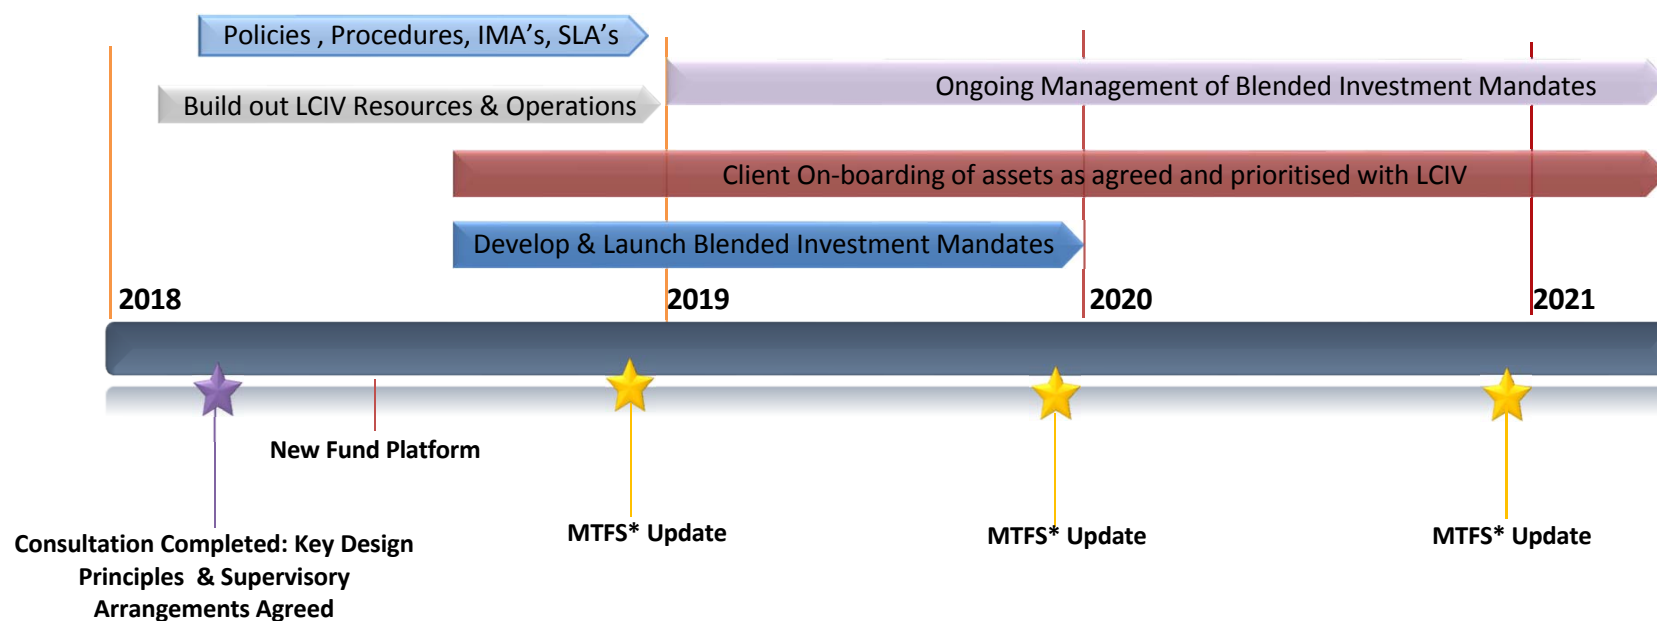 Policies , Procedures, IMA’s, SLA’s
Ongoing Management of Blended Investment Mandates
Build out LCIV Resources & Operations
Client On-boarding of assets as agreed and prioritised with LCIV
Develop & Launch Blended Investment Mandates
2018
2019
2020
2021
New Fund Platform
Consultation Completed: Key Design
Principles & Supervisory
Arrangements Agreed
MTFS* Update
MTFS* Update
MTFS* Update